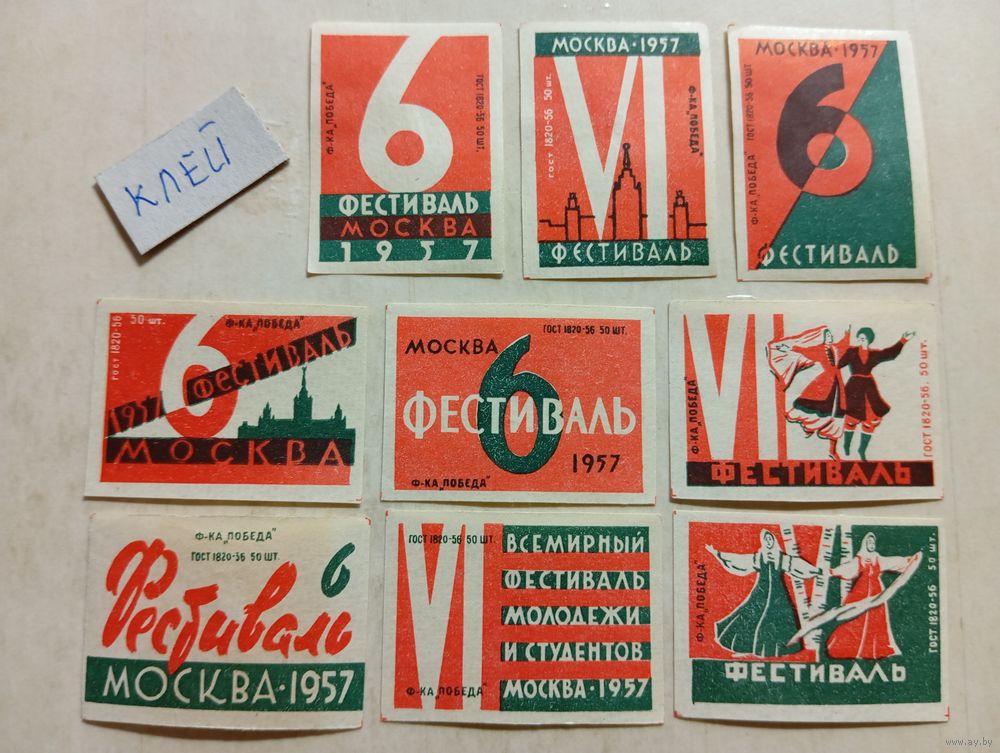 КЛЕЙ
6
Ф-КА „ПОБЕДА"
ГОСТ 1820-56 50 ШТ.
ФЕСТИВАЛЬ
МОСКВА
1957
МОСКВА·1957
VI
ГОСТ 1820-56 50 ШТ.
Ф-КА „ПОБЕДА"
ФЕСТИВАЛЬ
МОСКВА·1957
6
Ф-КА „ПОБЕДА" ГОСТ 1820-56 50 ШТ.
ФЕСТИВАЛЬ
ГОСТ 1820-56
50 ШТ.
Ф-КА „ПОБЕДА"
6
1957 ФЕСТИВАЛЬ
МОСКВА
ГОСТ 1820-56 50 ШТ.
МОСКВА
6
ФЕСТИВАЛЬ
1957
Ф-КА „ПОБЕДА"
Ф-КА „ПОБЕДА"
VI
ГОСТ 1820-56. 50 ШТ.
ФЕСТИВАЛЬ
Ф-КА „ПОБЕДА"
ГОСТ 1820-56 50 ШТ.
6
Фестиваль
МОСКВА·1957
ГОСТ 1820-56 50 ШТ.
VI
Ф-КА „ПОБЕДА"
ВСЕМИРНЫЙ
ФЕСТИВАЛЬ
МОЛОДЕЖИ
И СТУДЕНТОВ
МОСКВА·1957
Ф-КА „ПОБЕДА"
VI
ГОСТ 1820-56 50 ШТ.
ФЕСТИВАЛЬ
www.ay.by